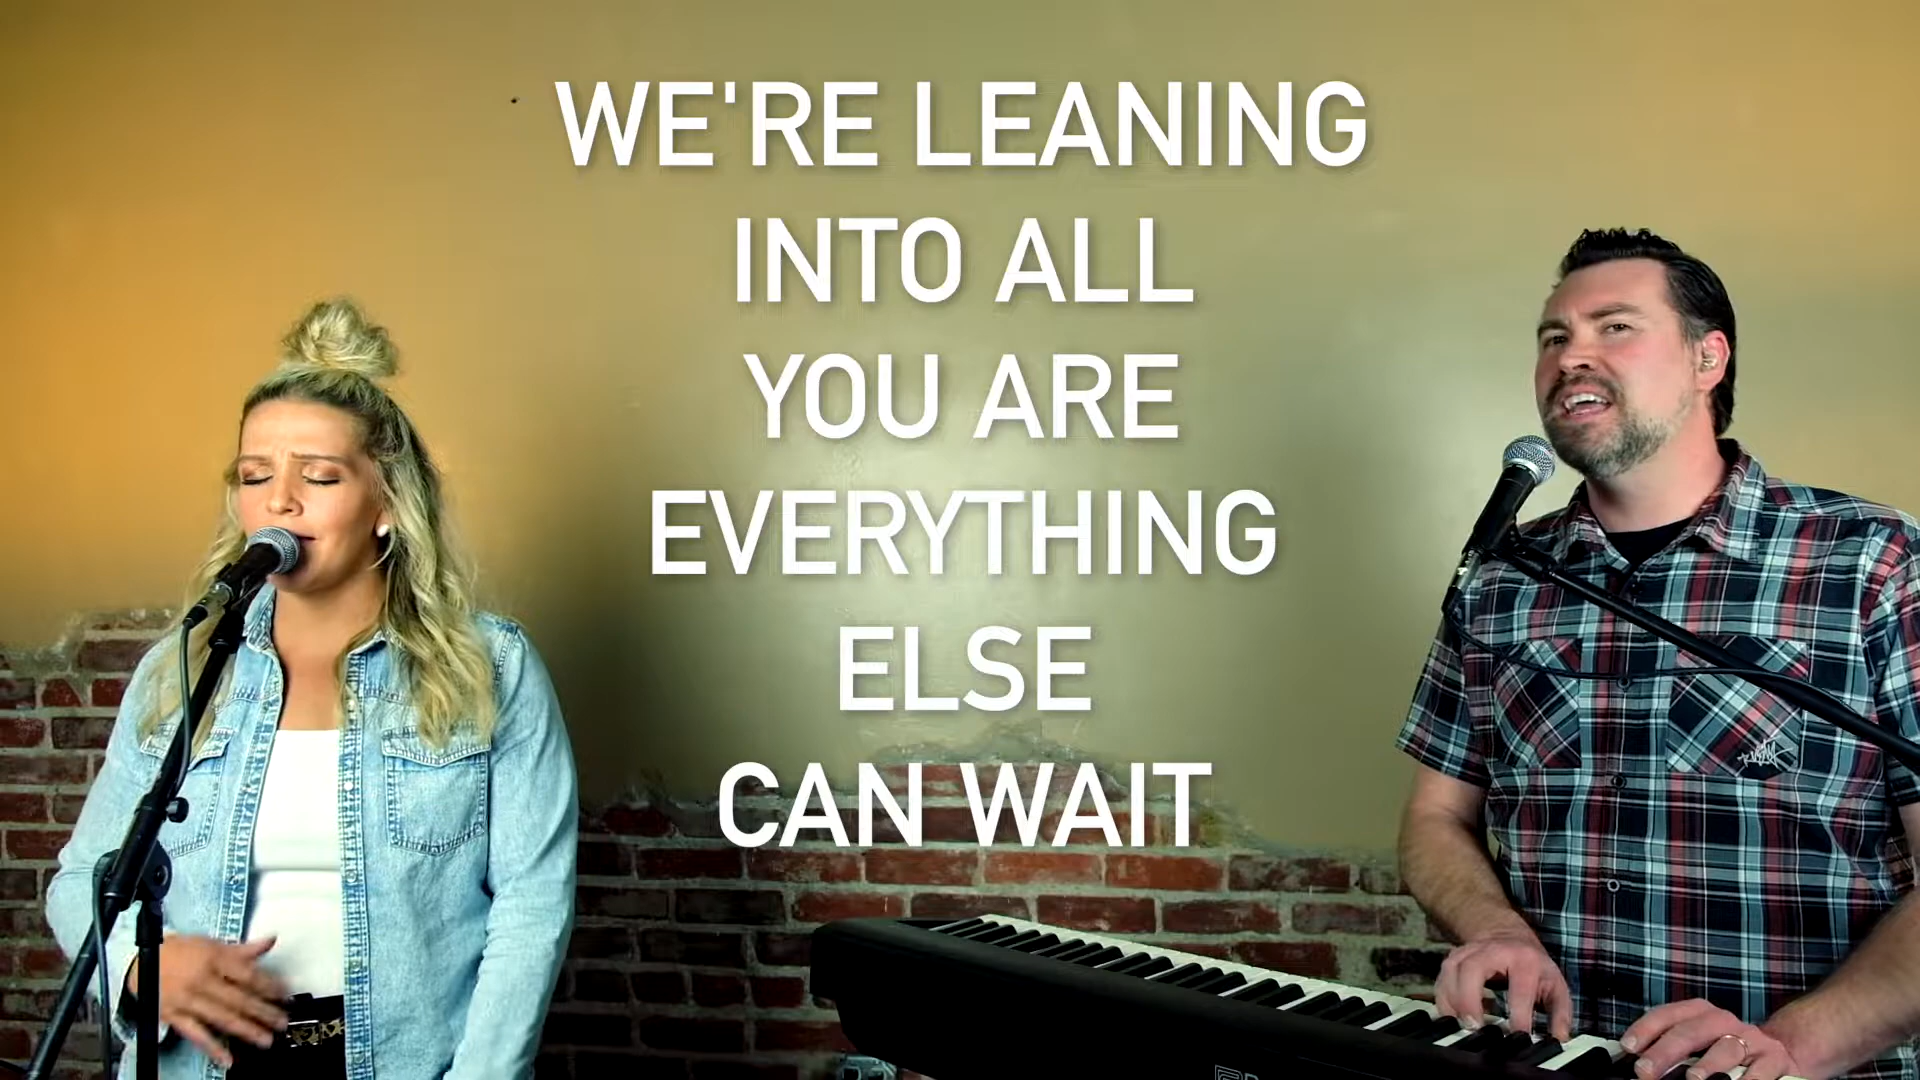 WE'RE LEANING
INTO ALL
YOU ARE
EVERYTHING
ELSE
CAN WAIT